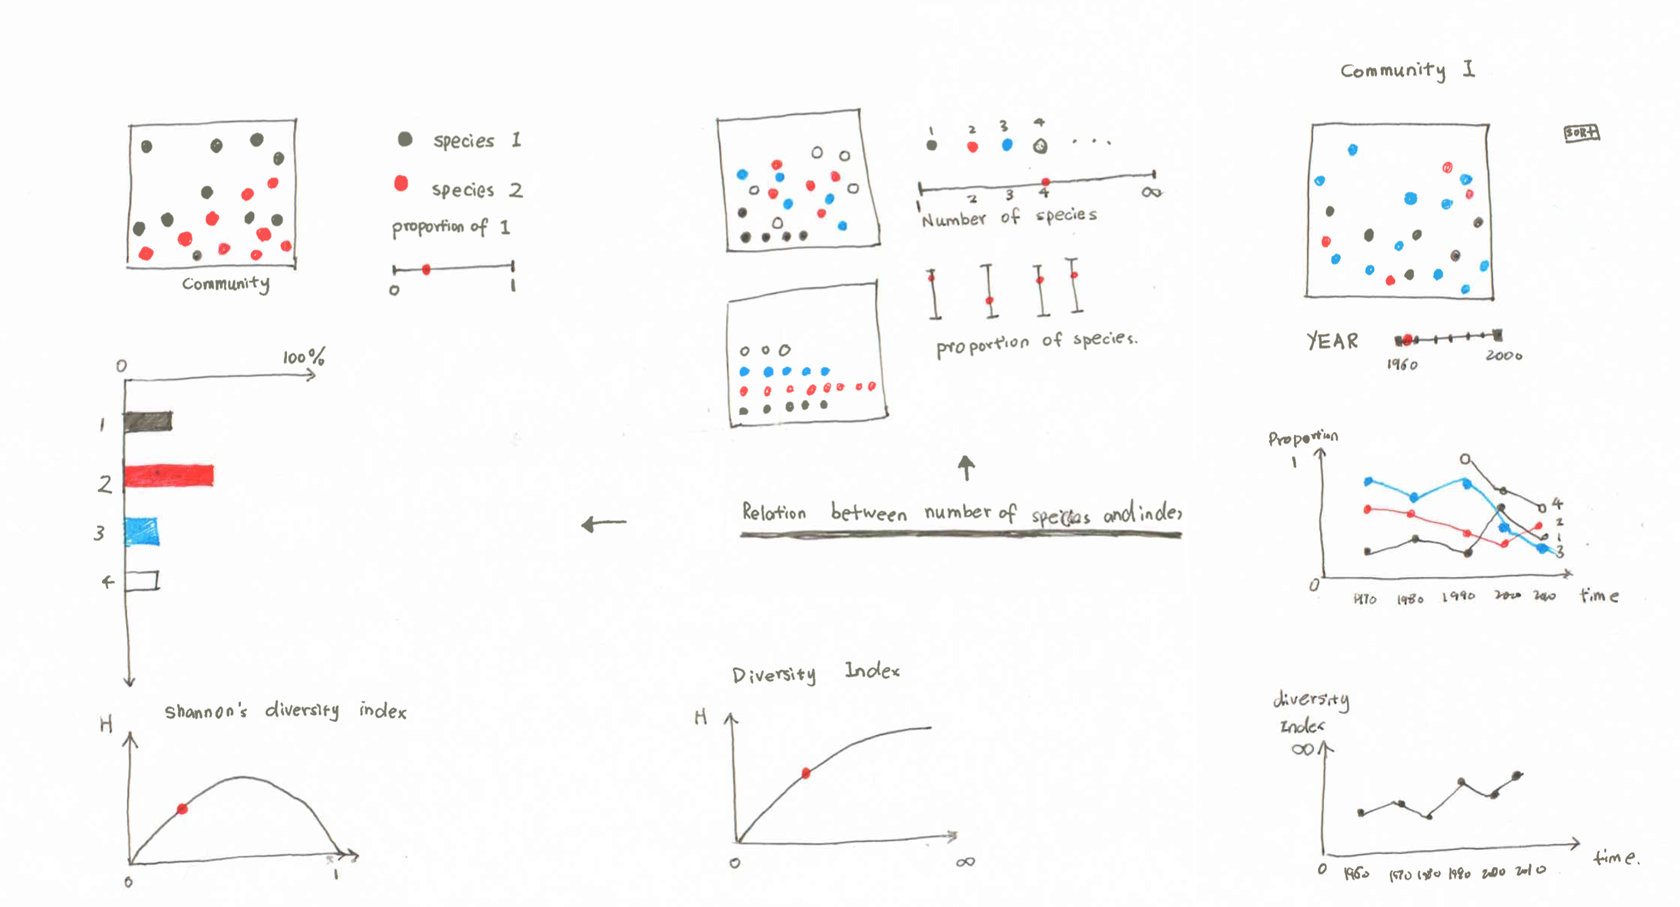 species 1
species 2
proportion of 1
0 1
Community
0 100%
1
2
3
4
Shannon's diversity index
H
0 1
1 2 3 4 ...
1 2 3 4 ∞
Number of species
proportion of species.
Relation between number of species and index
Diversity Index
H
0 ∞
Community I
SORT
YEAR
1960 2000
Proportion
1
4
2
1
3
0
1970 1980 1990 2000 2010 time
diversity
Index
∞
0 1960 1970 1980 1990 2000 2010 time.